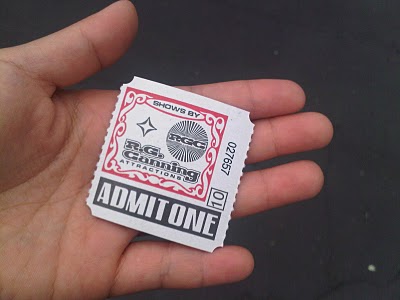 SHOWS BY
RGC
R.G.
Canning
ATTRACTIONS
ADMIT ONE
10
027657